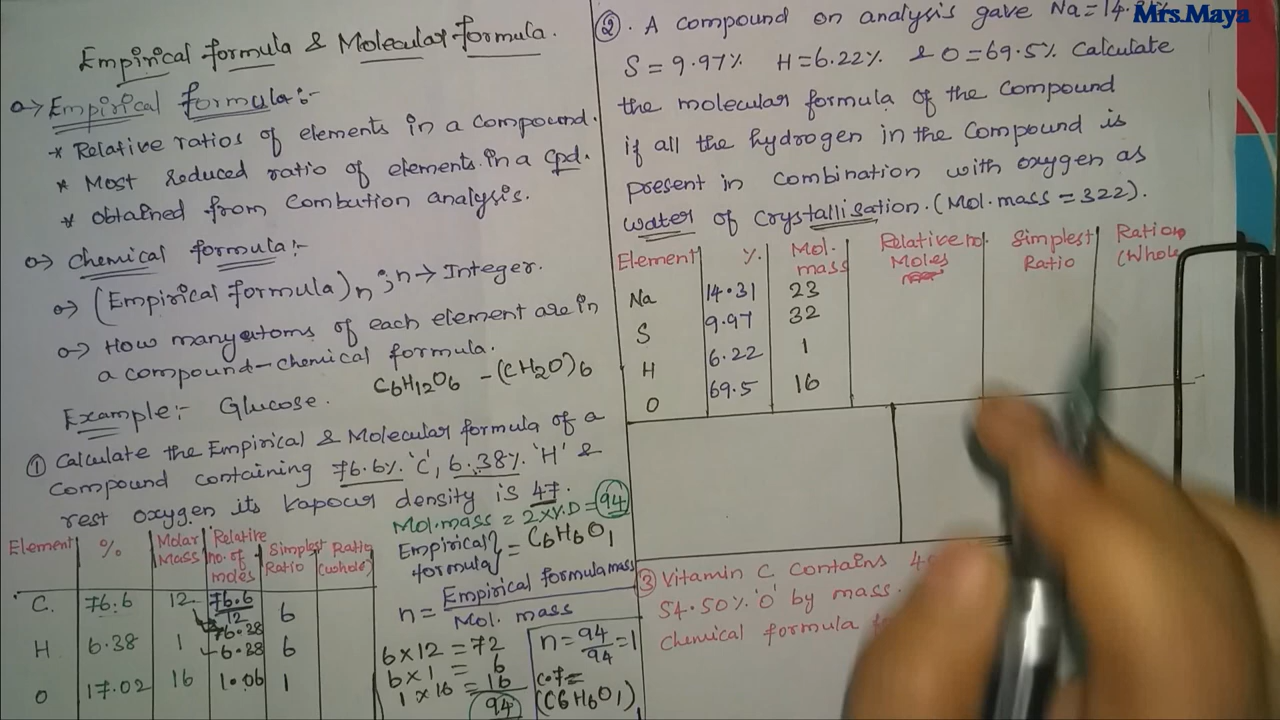 Empirical formula & Molecular formula.
Empirical formula:-
* Relative ratios of elements in a compound.
* Most reduced ratio of elements in a cpd.
* Obtained from Combution analysis.
Chemical formula:-
(Empirical formula)n ; n → Integer.
How many atoms of each element are in
a compound - chemical formula.
C6H12O6 - (CH2O)6
Example:- Glucose.
① Calculate the Empirical & Molecular formula of a
compound containing 76.6% 'C', 6.38% 'H' &
rest oxygen its vapour density is 47.
Mol.mass = 2×V.D = 94
Element % Molar Mass Relative no. of moles Simplest Ratio Ratio (whole)
C. 76.6 12 76.6/12 6
H 6.38 1 6.38 6
O 17.02 16 1.06 1
Empirical formula = C6H6O1
n = Empirical formula mass / Mol. mass
6 × 12 = 72
6 × 1 = 6
1 × 16 = 16
94
n = 94/94 = 1
(C6H6O1)
Mrs.Maya
② . A compound on analysis gave Na=14.
S = 9.97% H=6.22% & O=69.5% Calculate
the molecular formula of the compound
if all the hydrogen in the compound is
present in combination with oxygen as
water of crystallisation. (Mol.mass = 322).
Element % Mol. mass Relative no. Moles Simplest Ratio Ratio (whole
Na 14.31 23
S 9.97 32
H 6.22 1
O 69.5 16
③ Vitamin C contains
54.50% 'O' by mass.
chemical formula